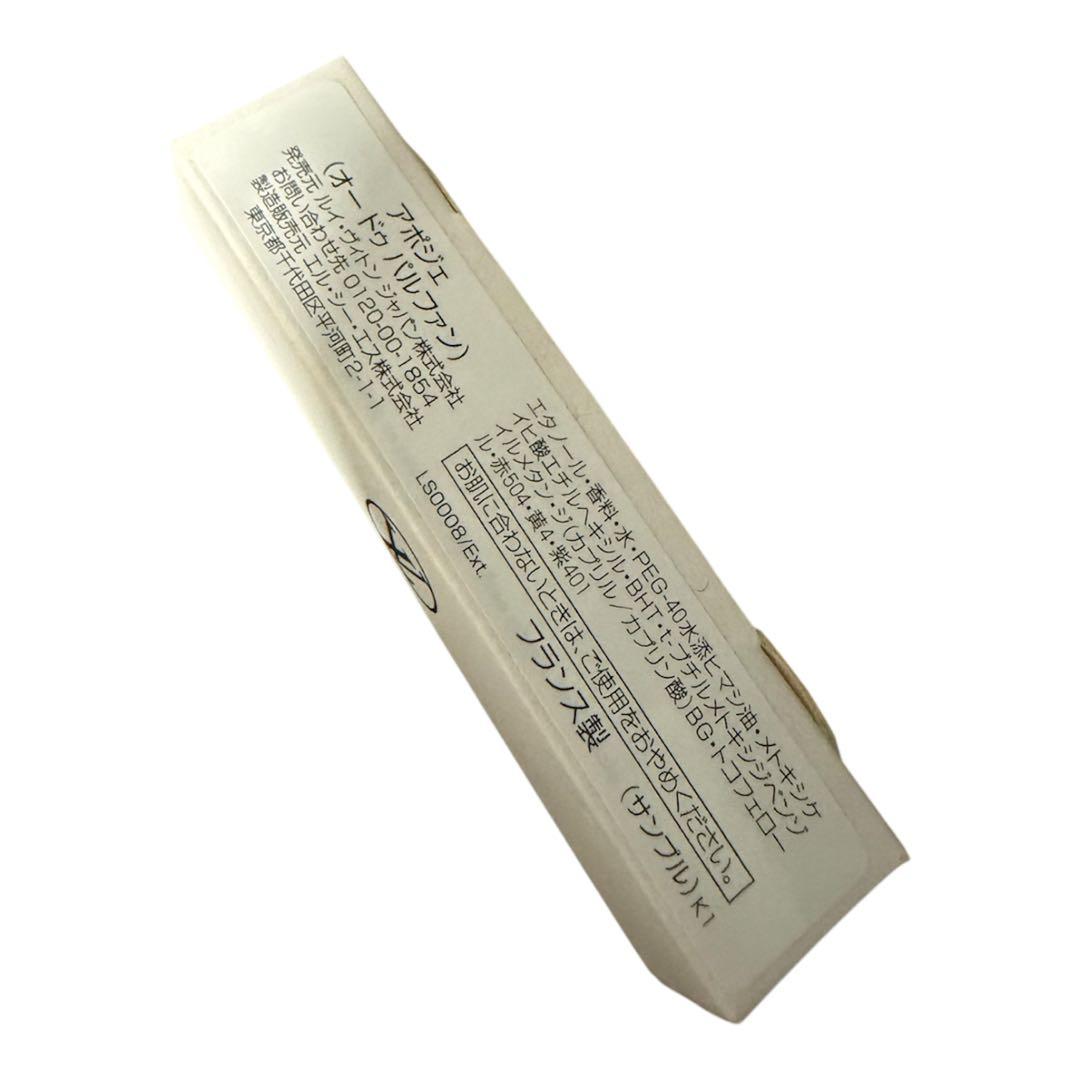 アポジェ
(オー ドゥ パルファン)
発売元 ルイ・ヴィトン ジャパン株式会社
お問い合わせ先 0120-00-1854
製造販売元 エル・シー・エス株式会社
東京都千代田区平河町2-1-1
エタノール・香料・水・PEG-40水添ヒマシ油・メトキシケ
イヒ酸エチルヘキシル・BHT・t-ブチルメトキシジベンゾ
イルメタン・ジ(カプリル/カプリン酸)BG・トコフェロー
ル・赤504・黄4・紫401
お肌に合わないときは、ご使用をおやめください。
LS0008/Ext.
フランス製
(サンプル) K1